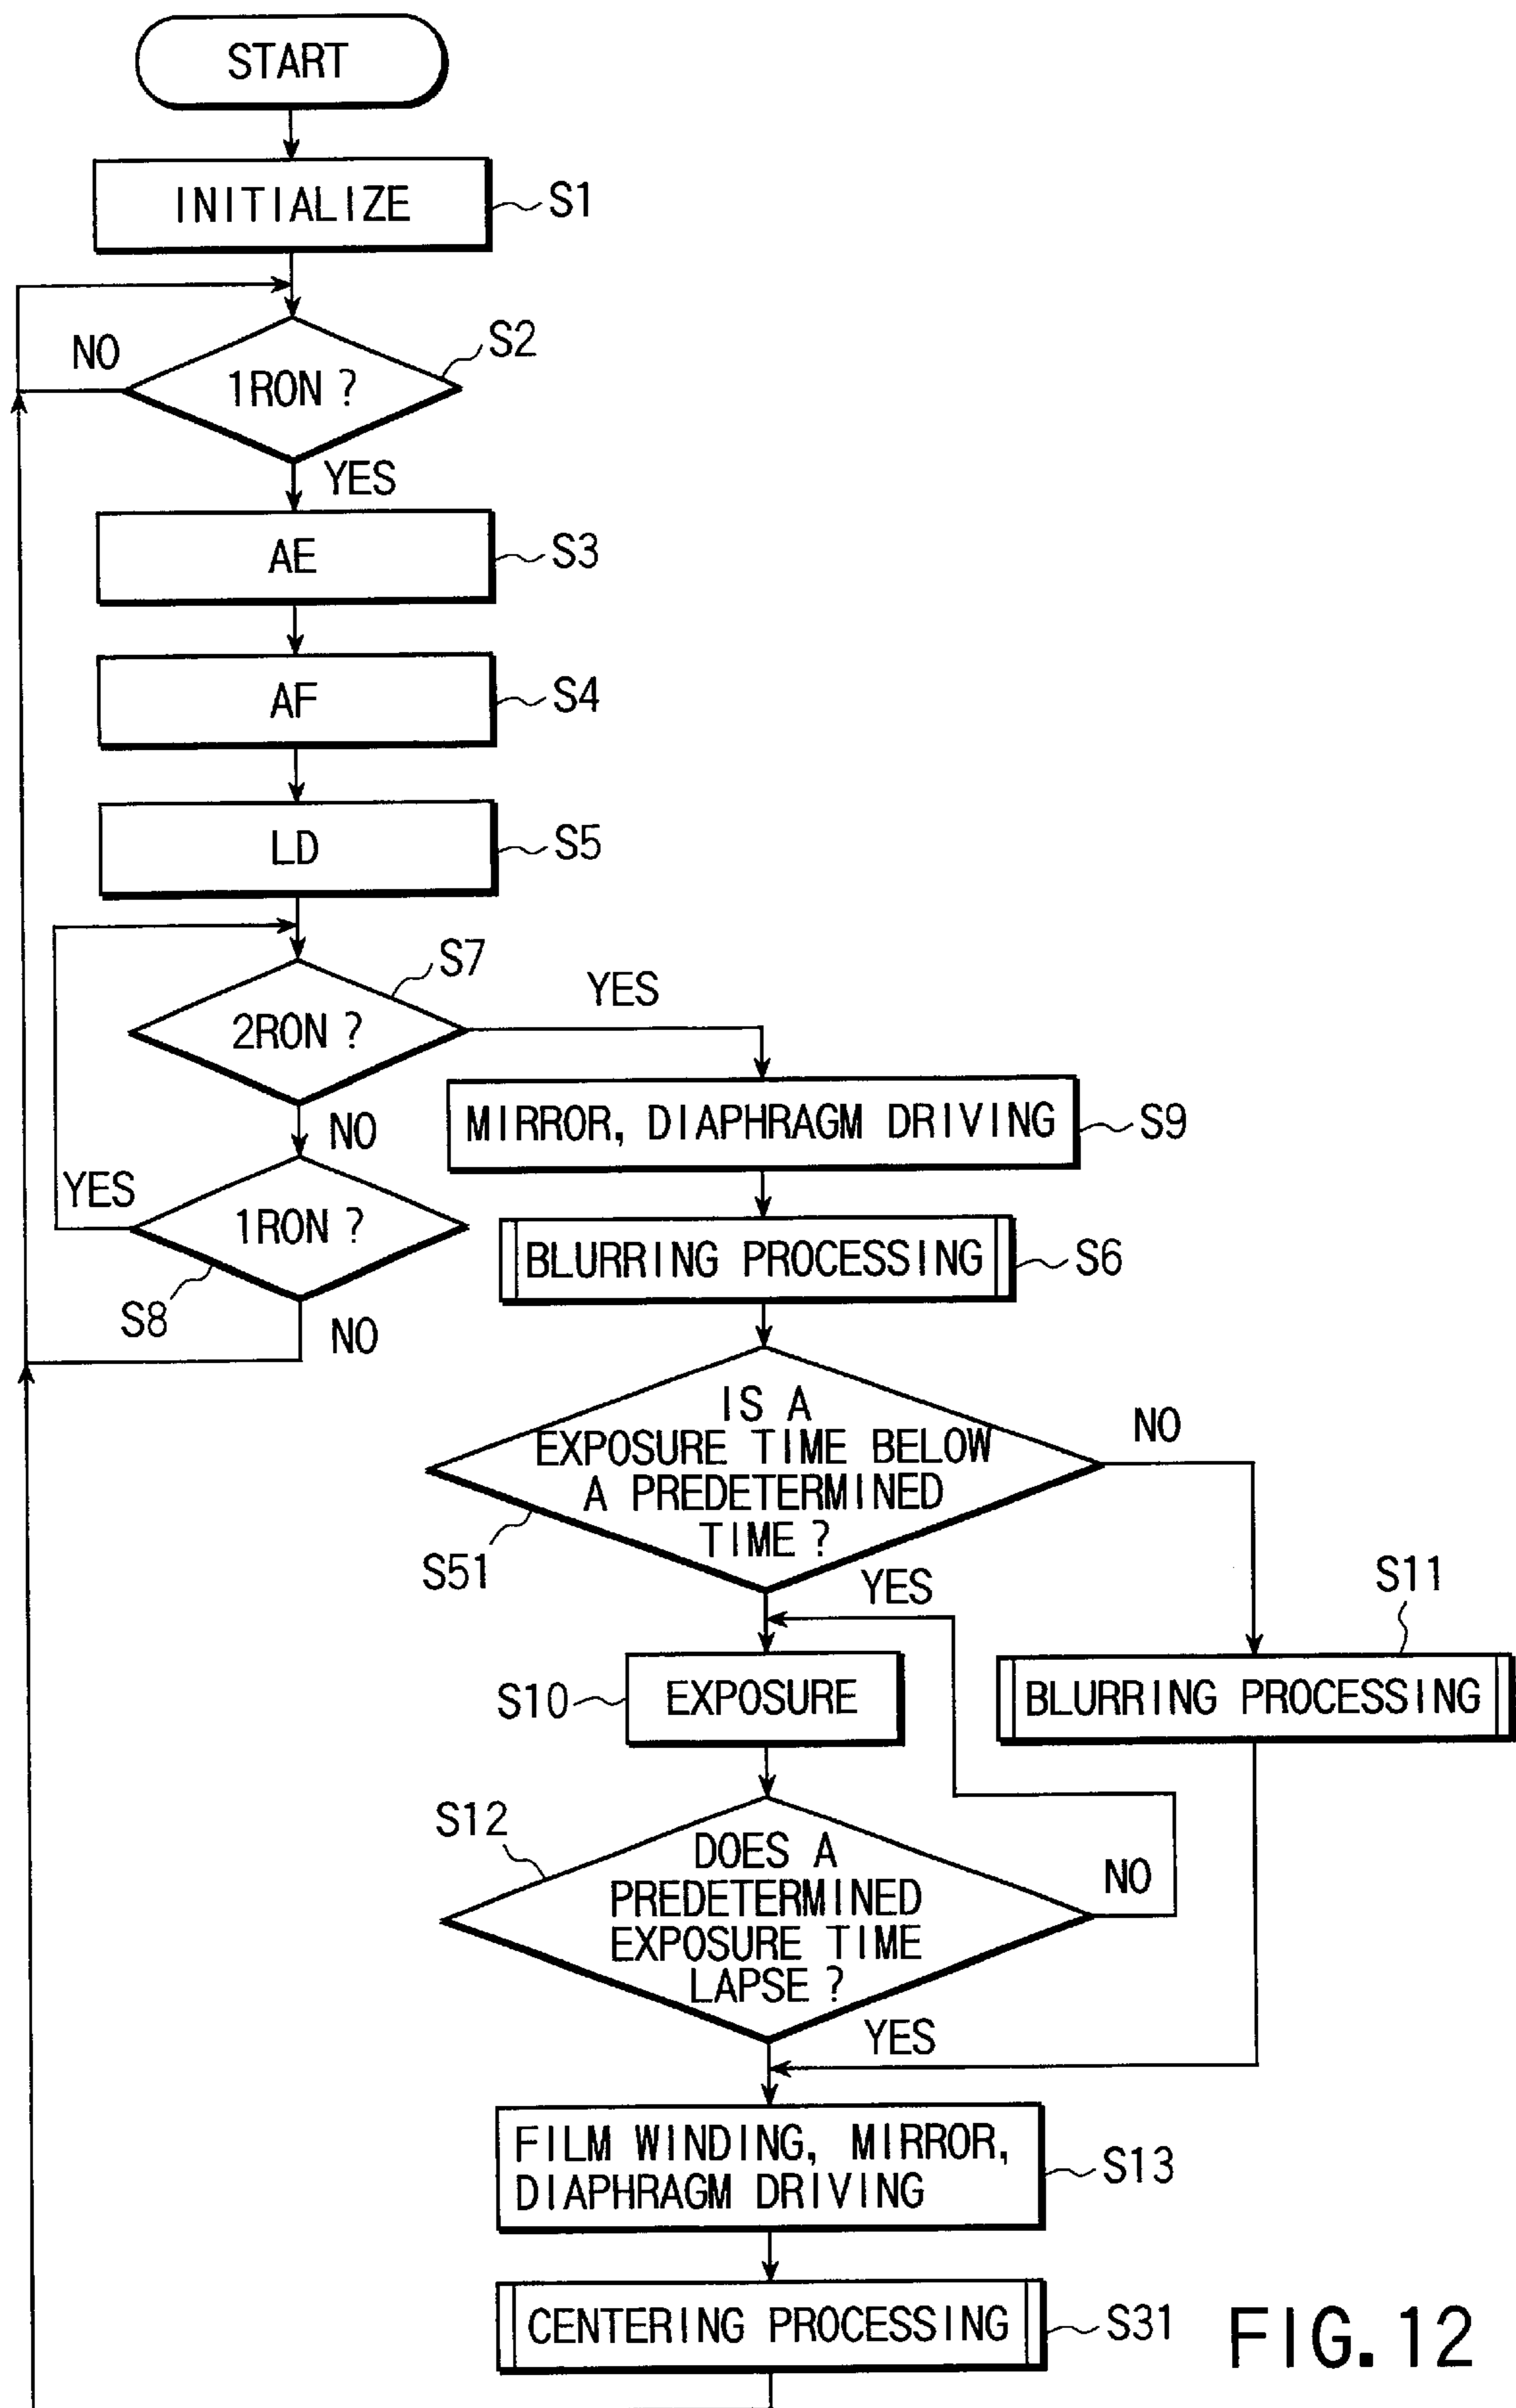 START
INITIALIZE
S1
NO
S2
1RON ?
YES
AE
S3
AF
S4
LD
S5
S7
YES
2RON ?
NO
MIRROR, DIAPHRAGM DRIVING
S9
YES
1RON ?
S8
NO
BLURRING PROCESSING
S6
IS A
EXPOSURE TIME BELOW
A PREDETERMINED
TIME ?
NO
S51
YES
S11
S10
EXPOSURE
BLURRING PROCESSING
S12
DOES A
PREDETERMINED
EXPOSURE TIME
LAPSE ?
NO
YES
FILM WINDING, MIRROR,
DIAPHRAGM DRIVING
S13
CENTERING PROCESSING
S31
FIG.12